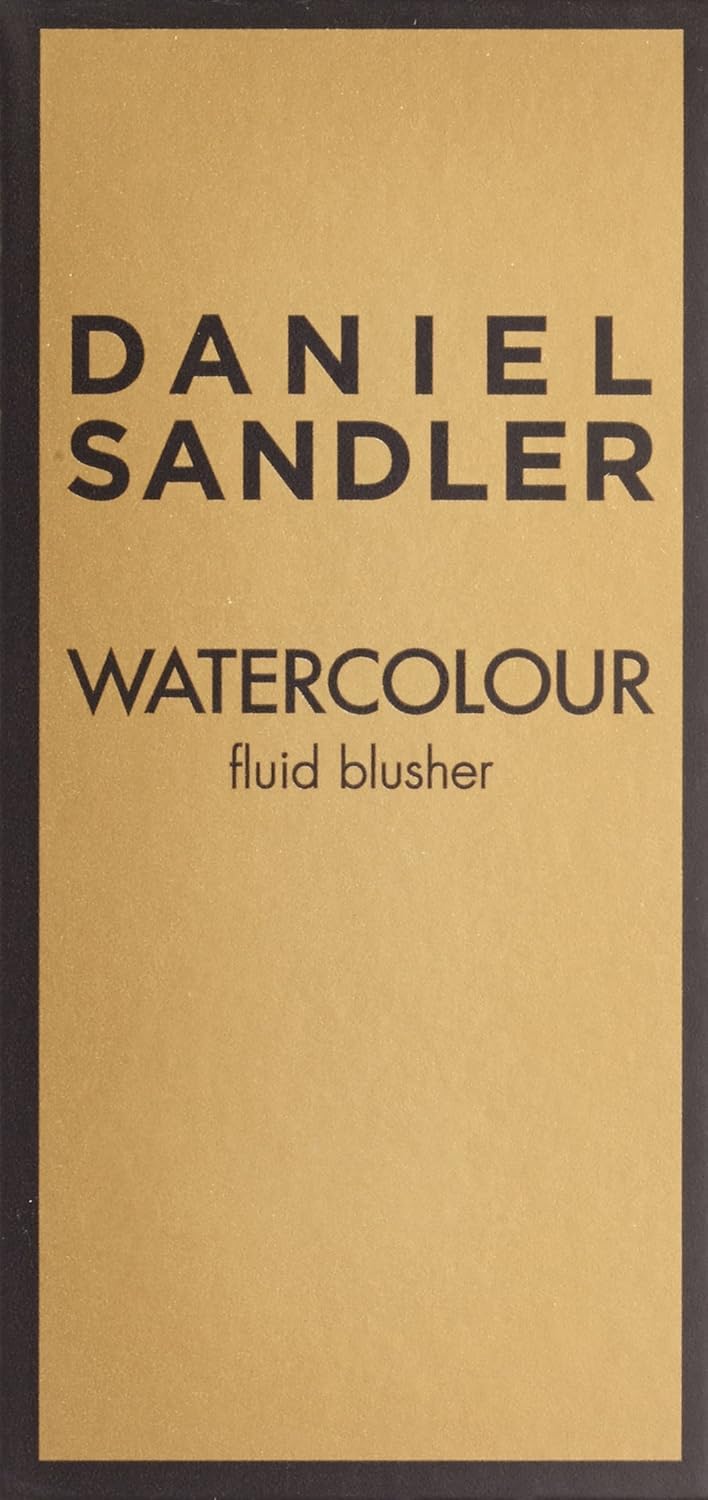 DANIEL
SANDLER
WATERCOLOUR
fluid blusher